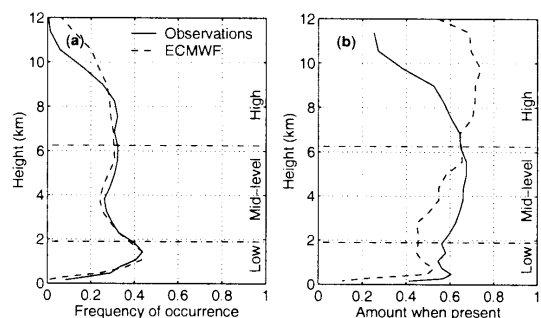 (a)
Observations
ECMWF
Height (km)
12
10
8
6
4
2
0
High
Mid-level
Low
0 0.2 0.4 0.6 0.8 1
Frequency of occurrence
(b)
Height (km)
12
10
8
6
4
2
0
High
Mid-level
Low
0 0.2 0.4 0.6 0.8 1
Amount when present